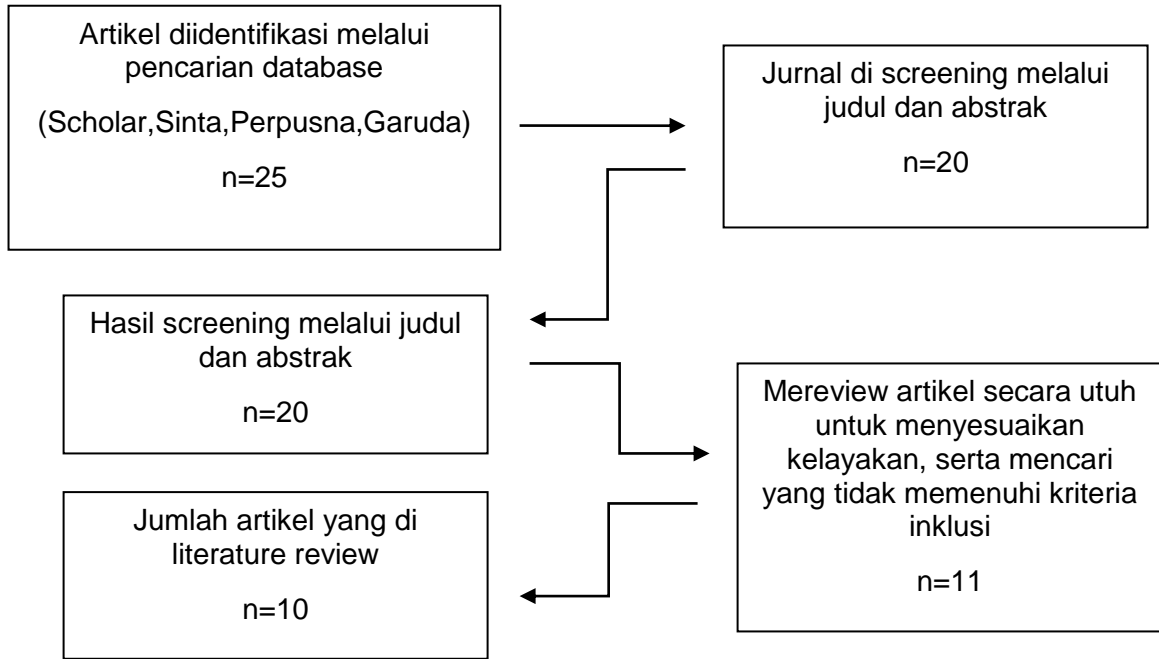 Artikel diidentifikasi melalui
pencarian database
(Scholar,Sinta,Perpusna,Garuda)
n=25
Jurnal di screening melalui
judul dan abstrak
n=20
Hasil screening melalui judul
dan abstrak
n=20
Mereview artikel secara utuh
untuk menyesuaikan
kelayakan, serta mencari
yang tidak memenuhi kriteria
inklusi
n=11
Jumlah artikel yang di
literature review
n=10